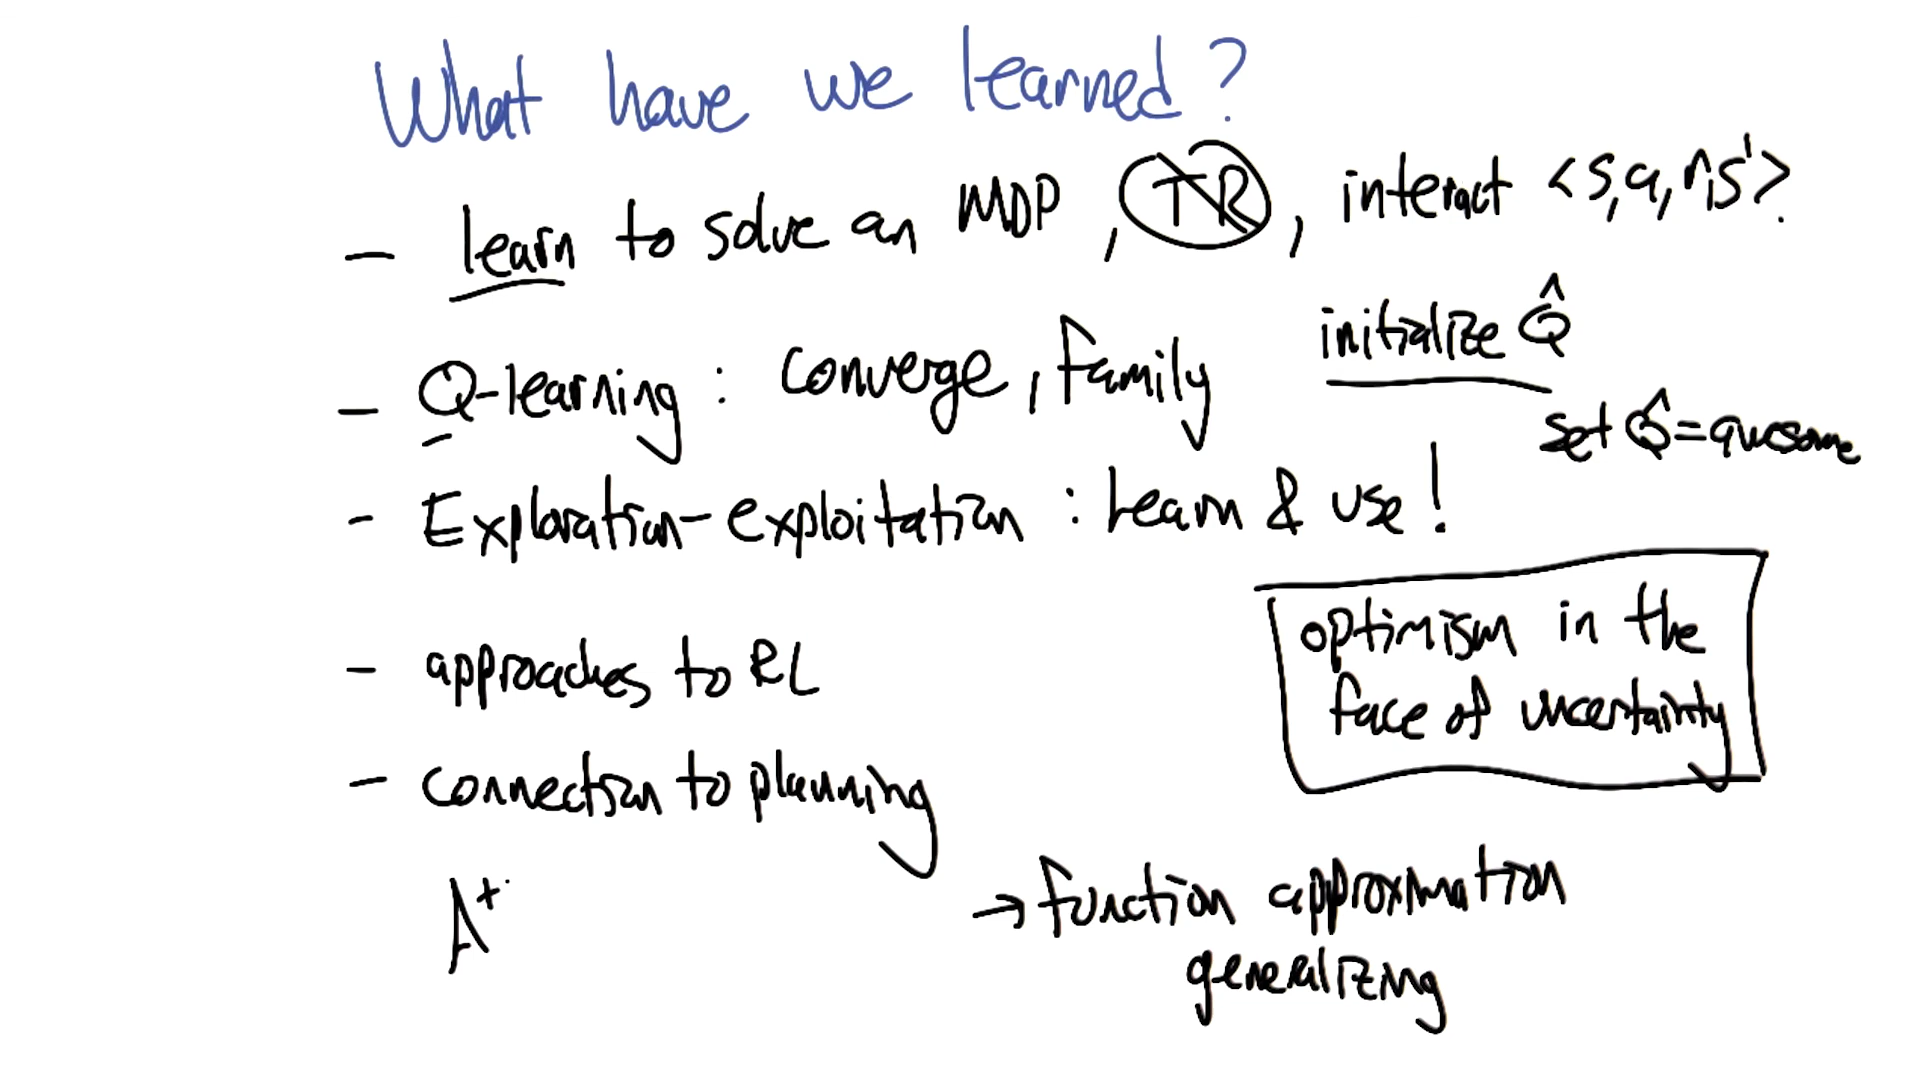 What have we learned?
- learn to solve an MDP, TR, interact <s,a,r,s'>.
- Q-learning: converge, family
initialize Q̂
set Q̂=awesome
- Exploration-exploitation: Learn & use!
optimism in the
face of uncertainty
- approaches to RL
- connection to planning
A+
→ function approximation
generalizing